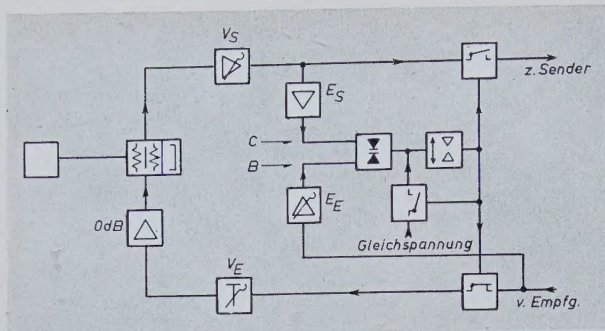 V_S
z. Sender
E_S
C
B
E_E
0dB
Gleichspannung
V_E
v. Empfg.